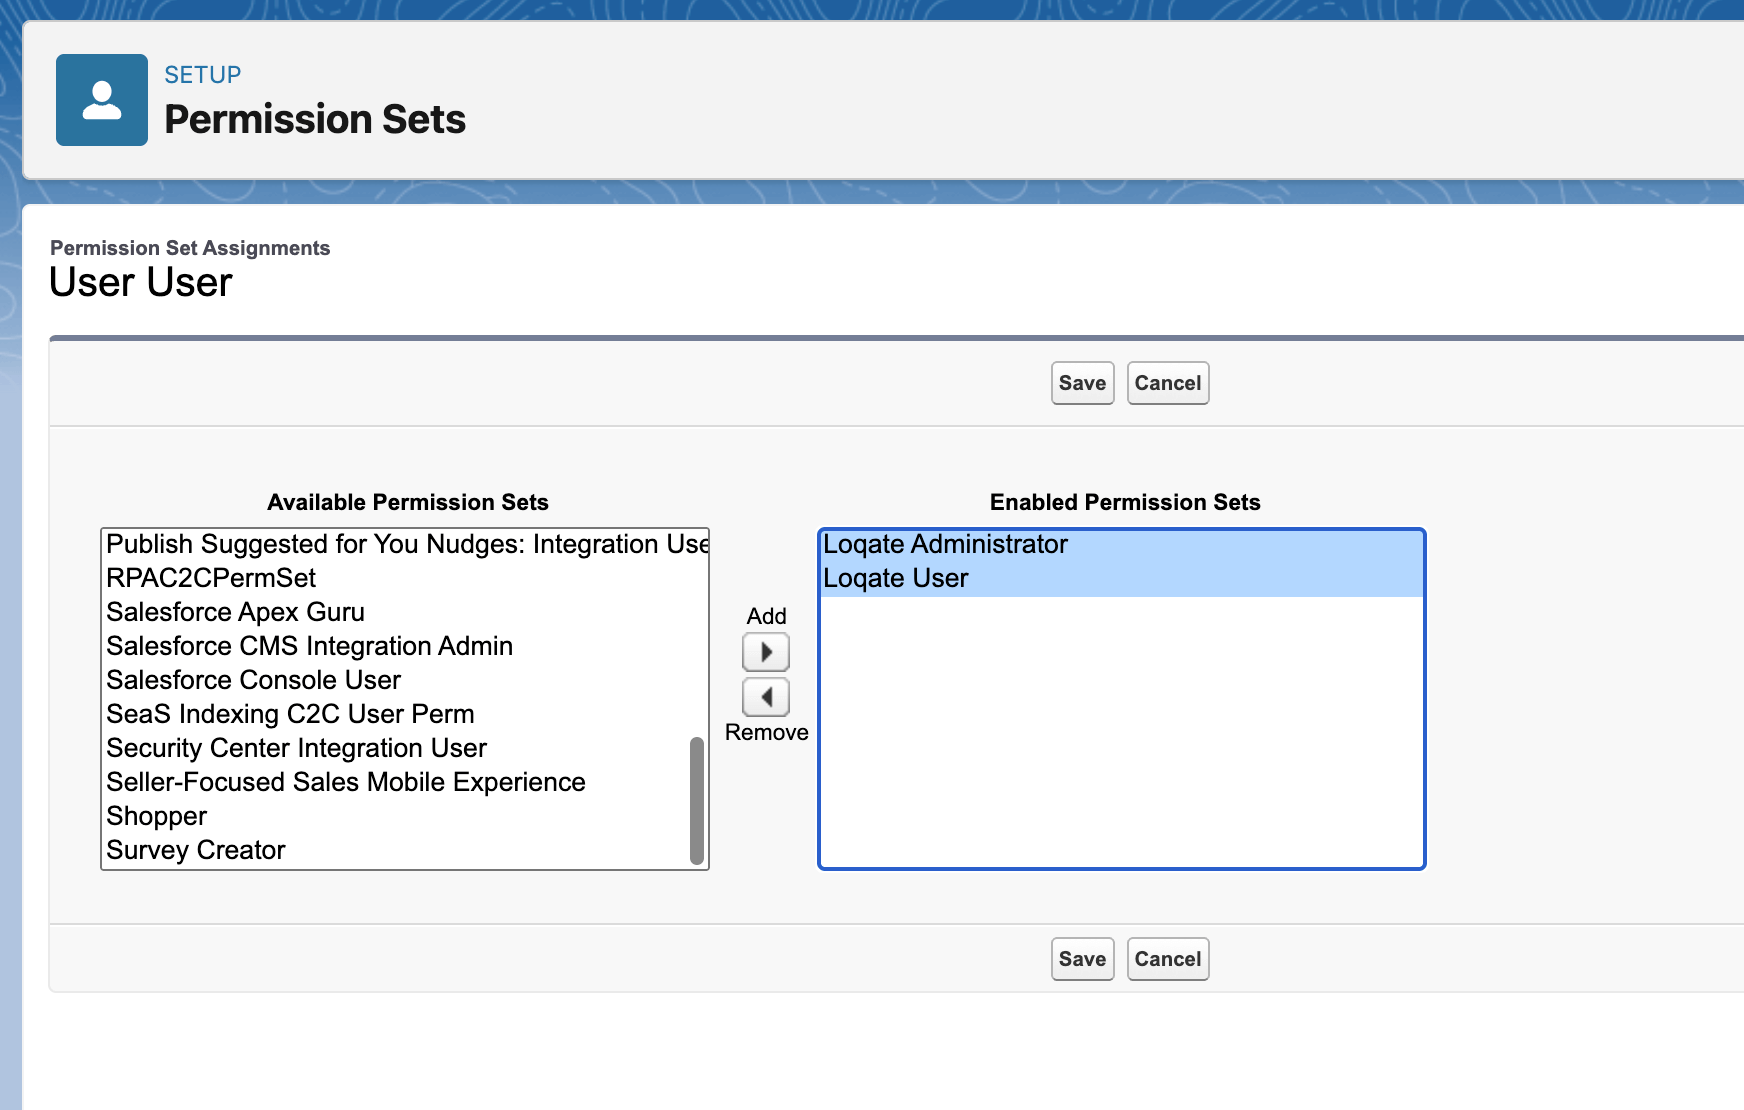 SETUP
Permission Sets
Permission Set Assignments
User User
Save Cancel
Available Permission Sets
Publish Suggested for You Nudges: Integration Use
RPAC2CPermSet
Salesforce Apex Guru
Salesforce CMS Integration Admin
Salesforce Console User
SeaS Indexing C2C User Perm
Security Center Integration User
Seller-Focused Sales Mobile Experience
Shopper
Survey Creator
Add
Remove
Enabled Permission Sets
Loqate Administrator
Loqate User
Save Cancel